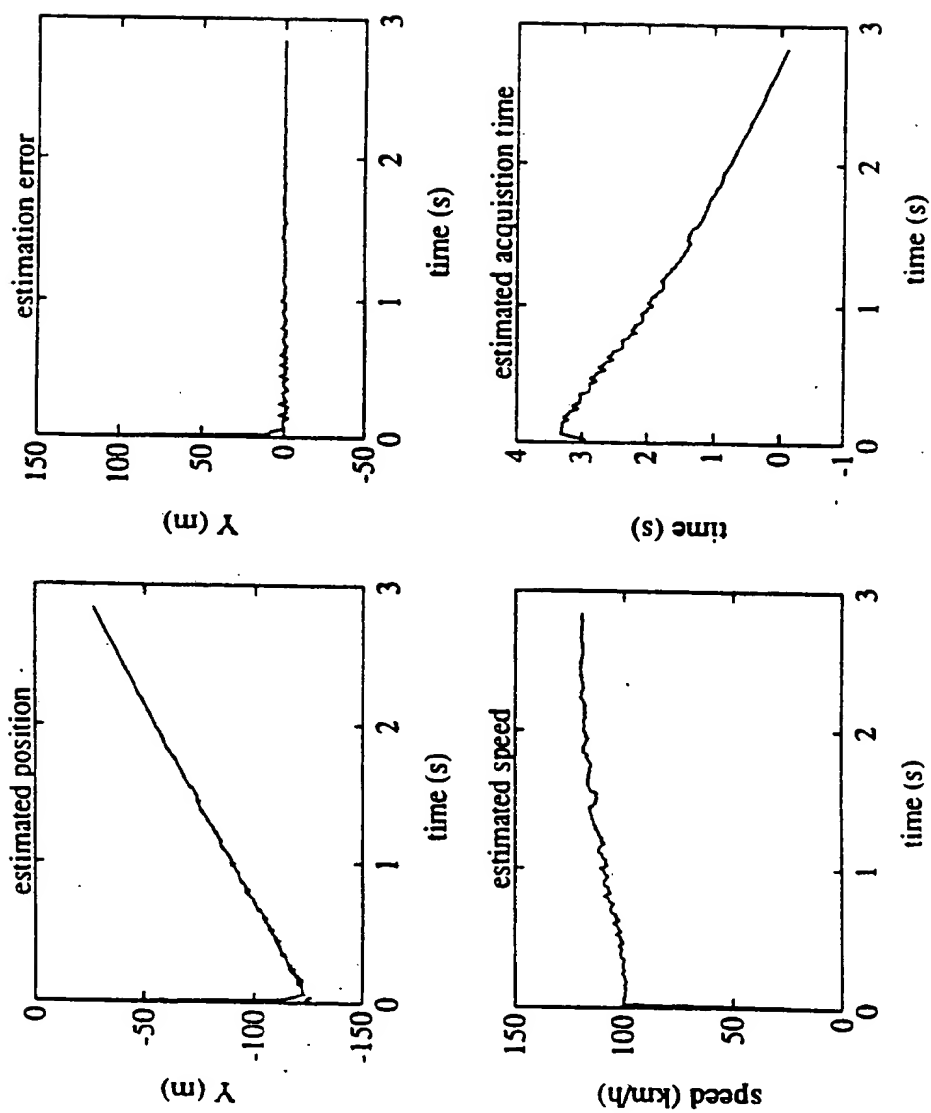 estimated position
0
-50
-100
-150
Y (m)
0 1 2 3
time (s)
estimation error
150
100
50
0
-50
Y (m)
0 1 2 3
time (s)
estimated speed
150
100
50
0
speed (km/h)
0 1 2 3
time (s)
estimated acquistion time
4
3
2
1
0
-1
time (s)
0 1 2 3
time (s)